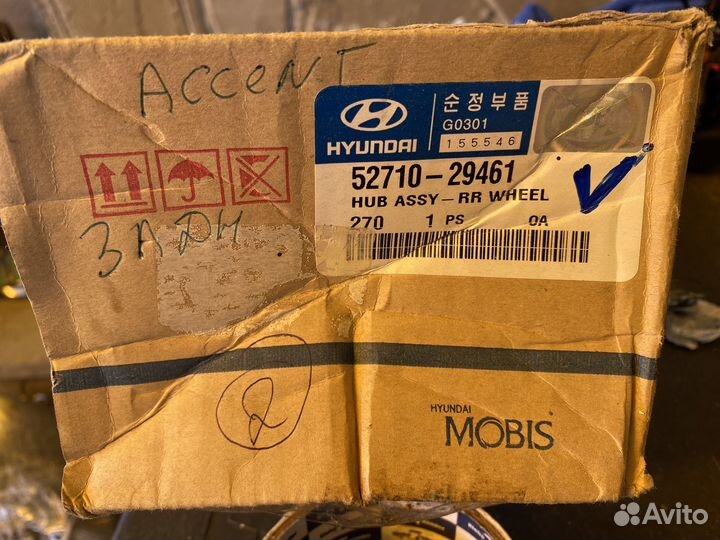 ACCENT
순정부품
G0301
155546
HYUNDAI
52710-29461
HUB ASSY-RR WHEEL
270 1 PS 0A
ЗАДН
2
HYUNDAI
MOBIS
Avito